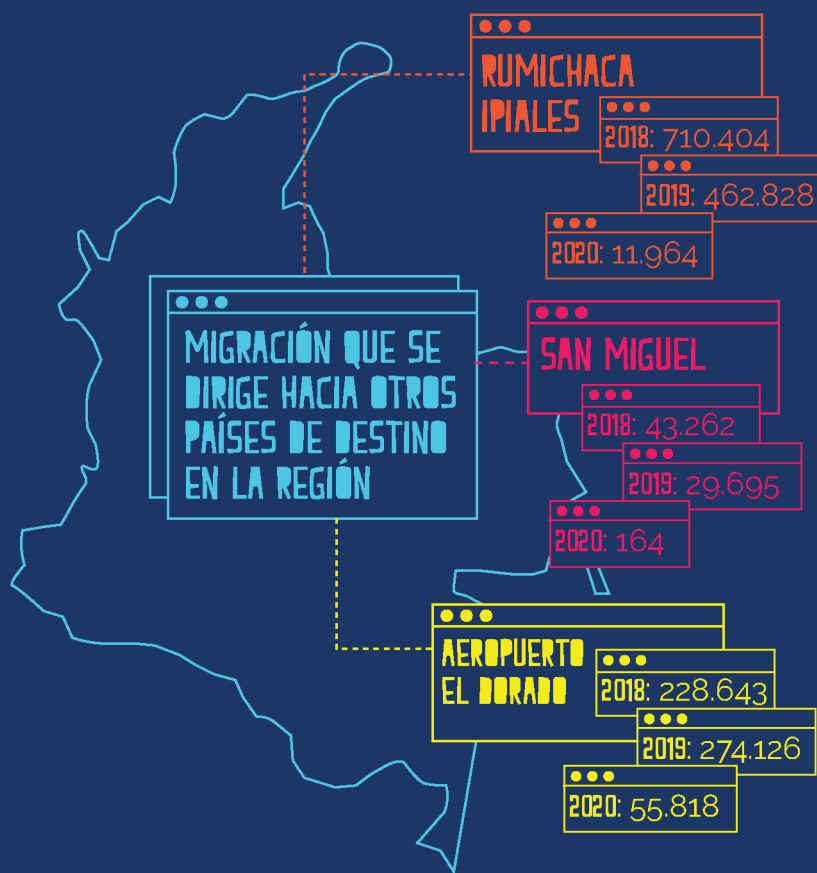 RUMICHACA
IPIALES
2018: 710.404
2019: 462.828
2020: 11.964
MIGRACIÓN QUE SE
DIRIGE HACIA OTROS
PAÍSES DE DESTINO
EN LA REGIÓN
SAN MIGUEL
2018: 43.262
2019: 29.695
2020: 164
AEROPUERTO
EL DORADO
2018: 228.643
2019: 274.126
2020: 55.818